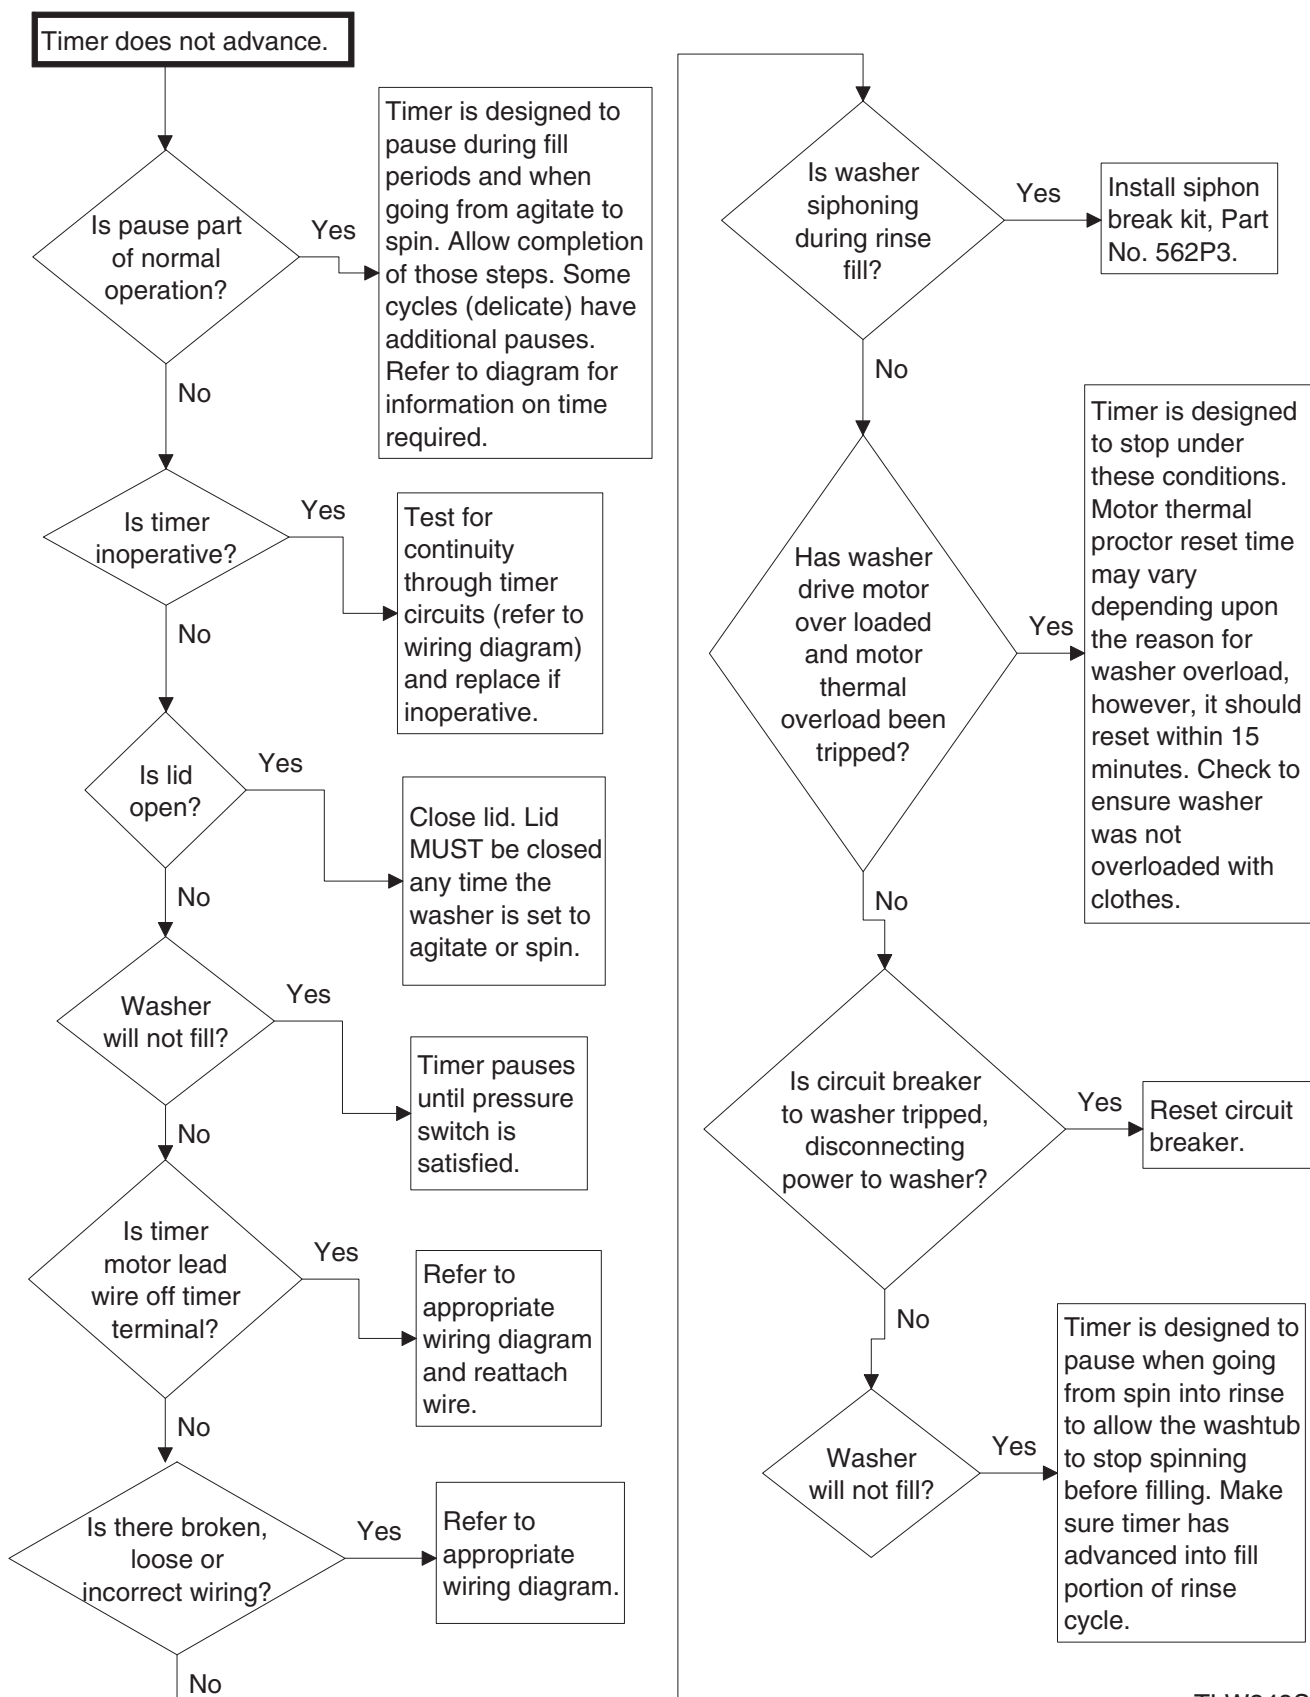 Timer does not advance.
Is pause part
of normal
operation?
Yes
Timer is designed to
pause during fill
periods and when
going from agitate to
spin. Allow completion
of those steps. Some
cycles (delicate) have
additional pauses.
Refer to diagram for
information on time
required.
No
Is timer
inoperative?
Yes
Test for
continuity
through timer
circuits (refer to
wiring diagram)
and replace if
inoperative.
No
Is lid
open?
Yes
Close lid. Lid
MUST be closed
any time the
washer is set to
agitate or spin.
No
Washer
will not fill?
Yes
Timer pauses
until pressure
switch is
satisfied.
No
Is timer
motor lead
wire off timer
terminal?
Yes
Refer to
appropriate
wiring diagram
and reattach
wire.
No
Is there broken,
loose or
incorrect wiring?
Yes
Refer to
appropriate
wiring diagram.
No
Is washer
siphoning
during rinse
fill?
Yes
Install siphon
break kit, Part
No. 562P3.
No
Has washer
drive motor
over loaded
and motor
thermal
overload been
tripped?
Yes
Timer is designed
to stop under
these conditions.
Motor thermal
proctor reset time
may vary
depending upon
the reason for
washer overload,
however, it should
reset within 15
minutes. Check to
ensure washer
was not
overloaded with
clothes.
No
Is circuit breaker
to washer tripped,
disconnecting
power to washer?
Yes
Reset circuit
breaker.
No
Washer
will not fill?
Yes
Timer is designed to
pause when going
from spin into rinse
to allow the washtub
to stop spinning
before filling. Make
sure timer has
advanced into fill
portion of rinse
cycle.